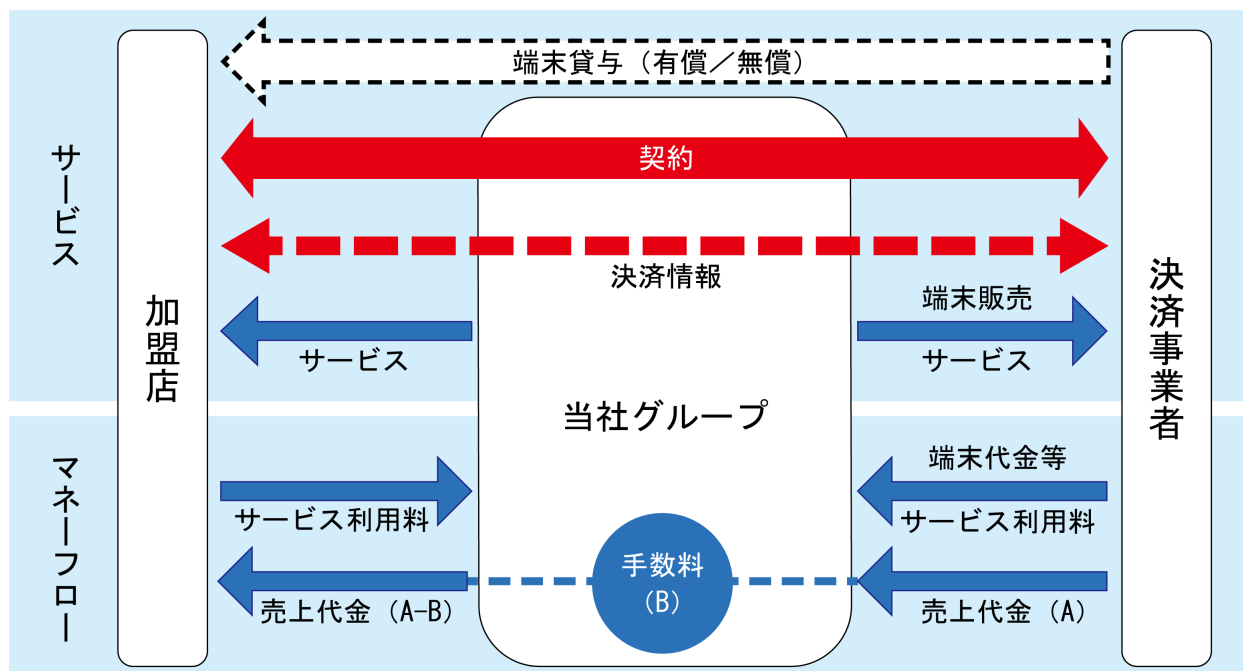 端末貸与（有償／無償）
契約
決済情報
サービス
加盟店
決済事業者
端末販売
サービス
サービス
当社グループ
マネーフロー
端末代金等
サービス利用料
サービス利用料
手数料
（B）
売上代金（A-B）
売上代金（A）